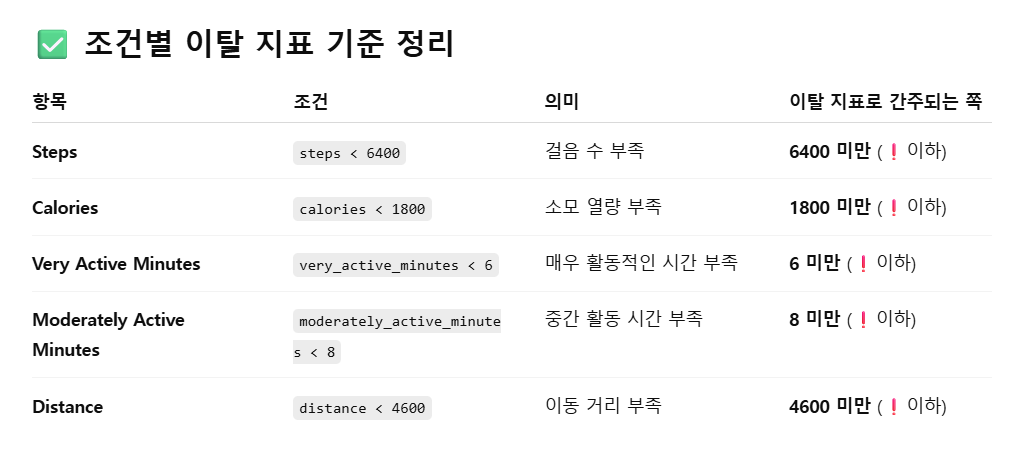 ✅ 조건별 이탈 지표 기준 정리
항목 조건 의미 이탈 지표로 간주되는 쪽
Steps steps < 6400 걸음 수 부족 6400 미만 (❗이하)
Calories calories < 1800 소모 열량 부족 1800 미만 (❗이하)
Very Active Minutes very_active_minutes < 6 매우 활동적인 시간 부족 6 미만 (❗이하)
Moderately Active moderately_active_minute 중간 활동 시간 부족 8 미만 (❗이하)
Minutes s < 8
Distance distance < 4600 이동 거리 부족 4600 미만 (❗이하)